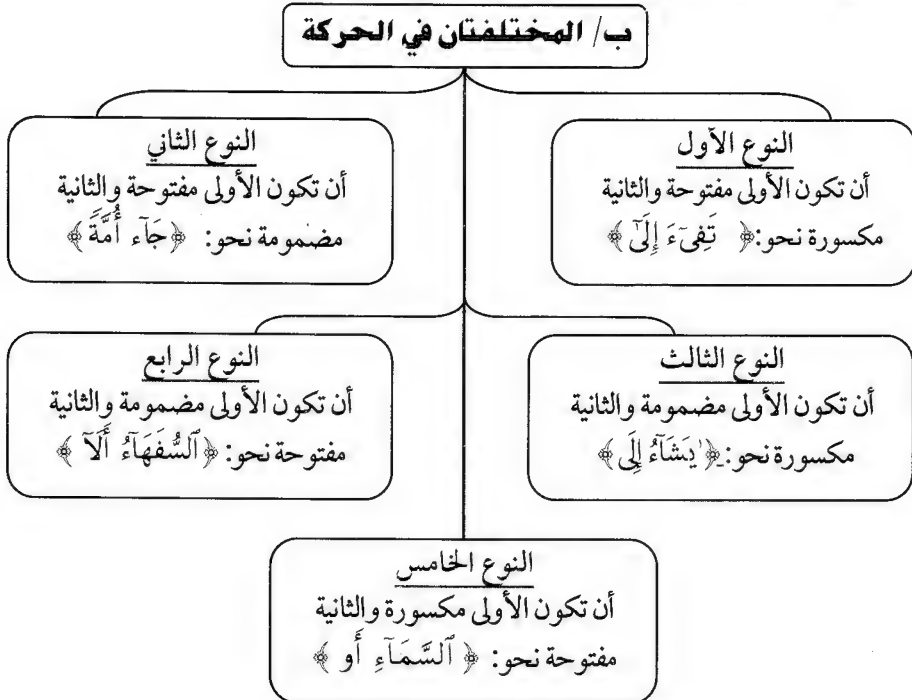 ب/ المختلفتان في الحركة
النوع الأول
أن تكون الأولى مفتوحة والثانية
مكسورة نحو: ﴿ تَفِىٓءَ إِلَىٰٓ ﴾
النوع الثاني
أن تكون الأولى مفتوحة والثانية
مضمومة نحو: ﴿ جَآءَ أُمَّةً ﴾
النوع الثالث
أن تكون الأولى مضمومة والثانية
مكسورة نحو: ﴿ يَشَآءُ إِلَى ﴾
النوع الرابع
أن تكون الأولى مضمومة والثانية
مفتوحة نحو: ﴿ ٱلسُّفَهَآءُ أَلَآ ﴾
النوع الخامس
أن تكون الأولى مكسورة والثانية
مفتوحة نحو: ﴿ ٱلسَّمَآءِ أَو ﴾